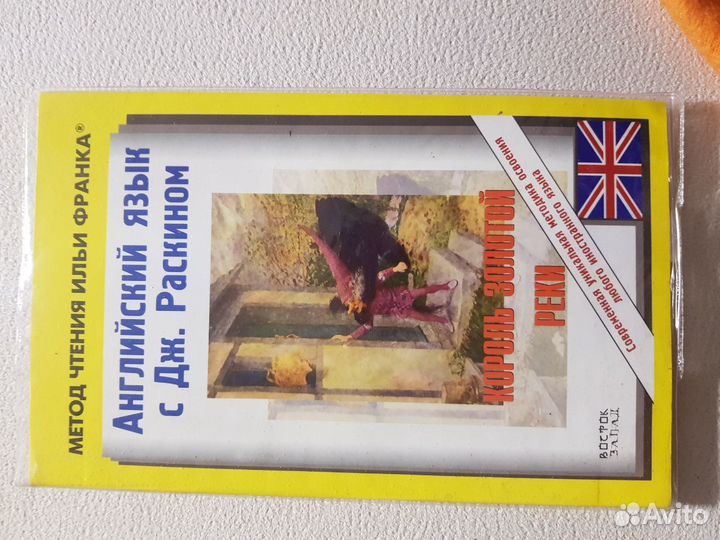 МЕТОД ЧТЕНИЯ ИЛЬИ ФРАНКА®
Английский язык
с Дж. Раскином
Современная уникальная методика освоения
любого иностранного языка
КОРОЛЬ ЗОЛОТОЙ
РЕКИ
ВОСТОК
ЗАПАД
Avito